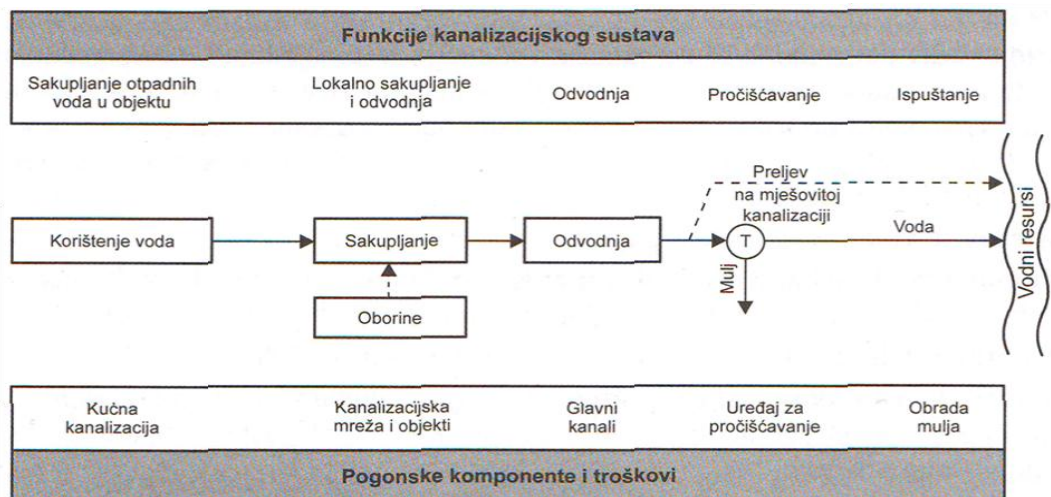 Funkcije kanalizacijskog sustava
Sakupljanje otpadnih
voda u objektu
Lokalno sakupljanje
i odvodnja
Odvodnja
Pročišćavanje
Ispuštanje
Preljev
na mješovitoj
kanalizaciji
Korištenje voda
Sakupljanje
Odvodnja
T
Voda
Mulj
Oborine
Vodni resursi
Kućna
kanalizacija
Kanalizacijska
mreža i objekti
Glavni
kanali
Uređaj za
pročišćavanje
Obrada
mulja
Pogonske komponente i troškovi